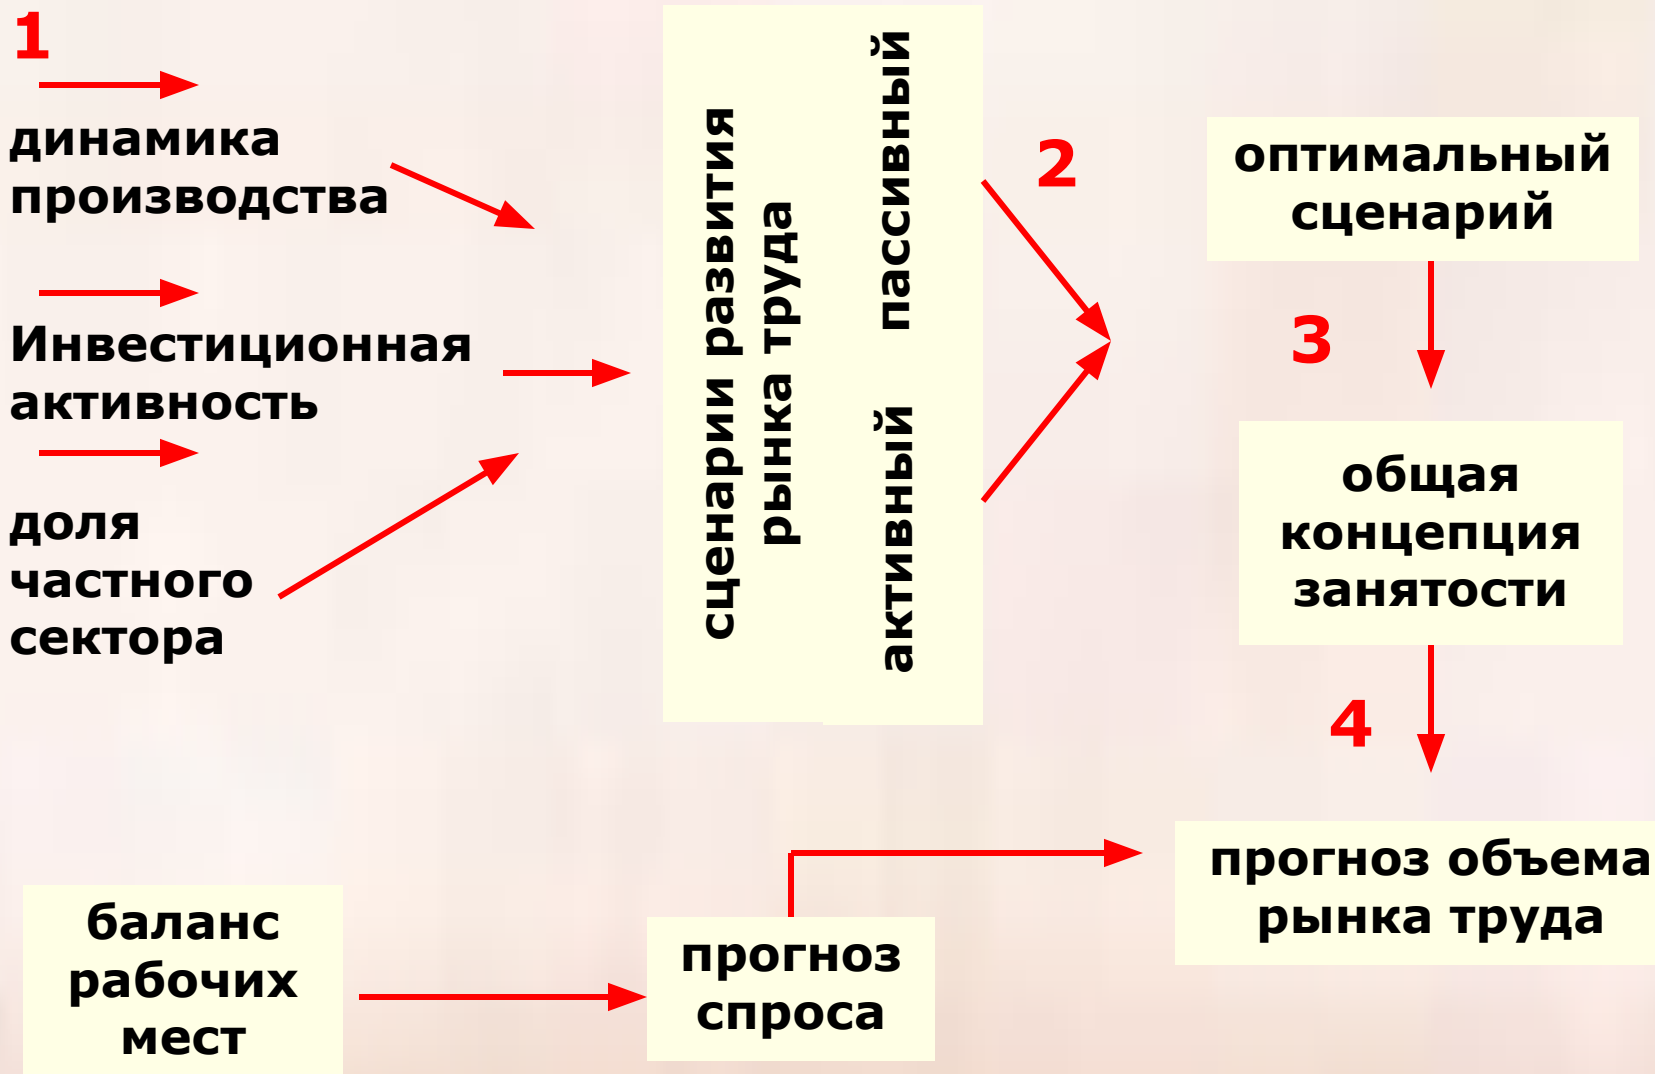 1
динамика
производства
Инвестиционная
активность
доля
частного
сектора
сценарии развития
рынка труда
активный пассивный
2
оптимальный
сценарий
3
общая
концепция
занятости
4
прогноз объема
рынка труда
баланс
рабочих
мест
прогноз
спроса